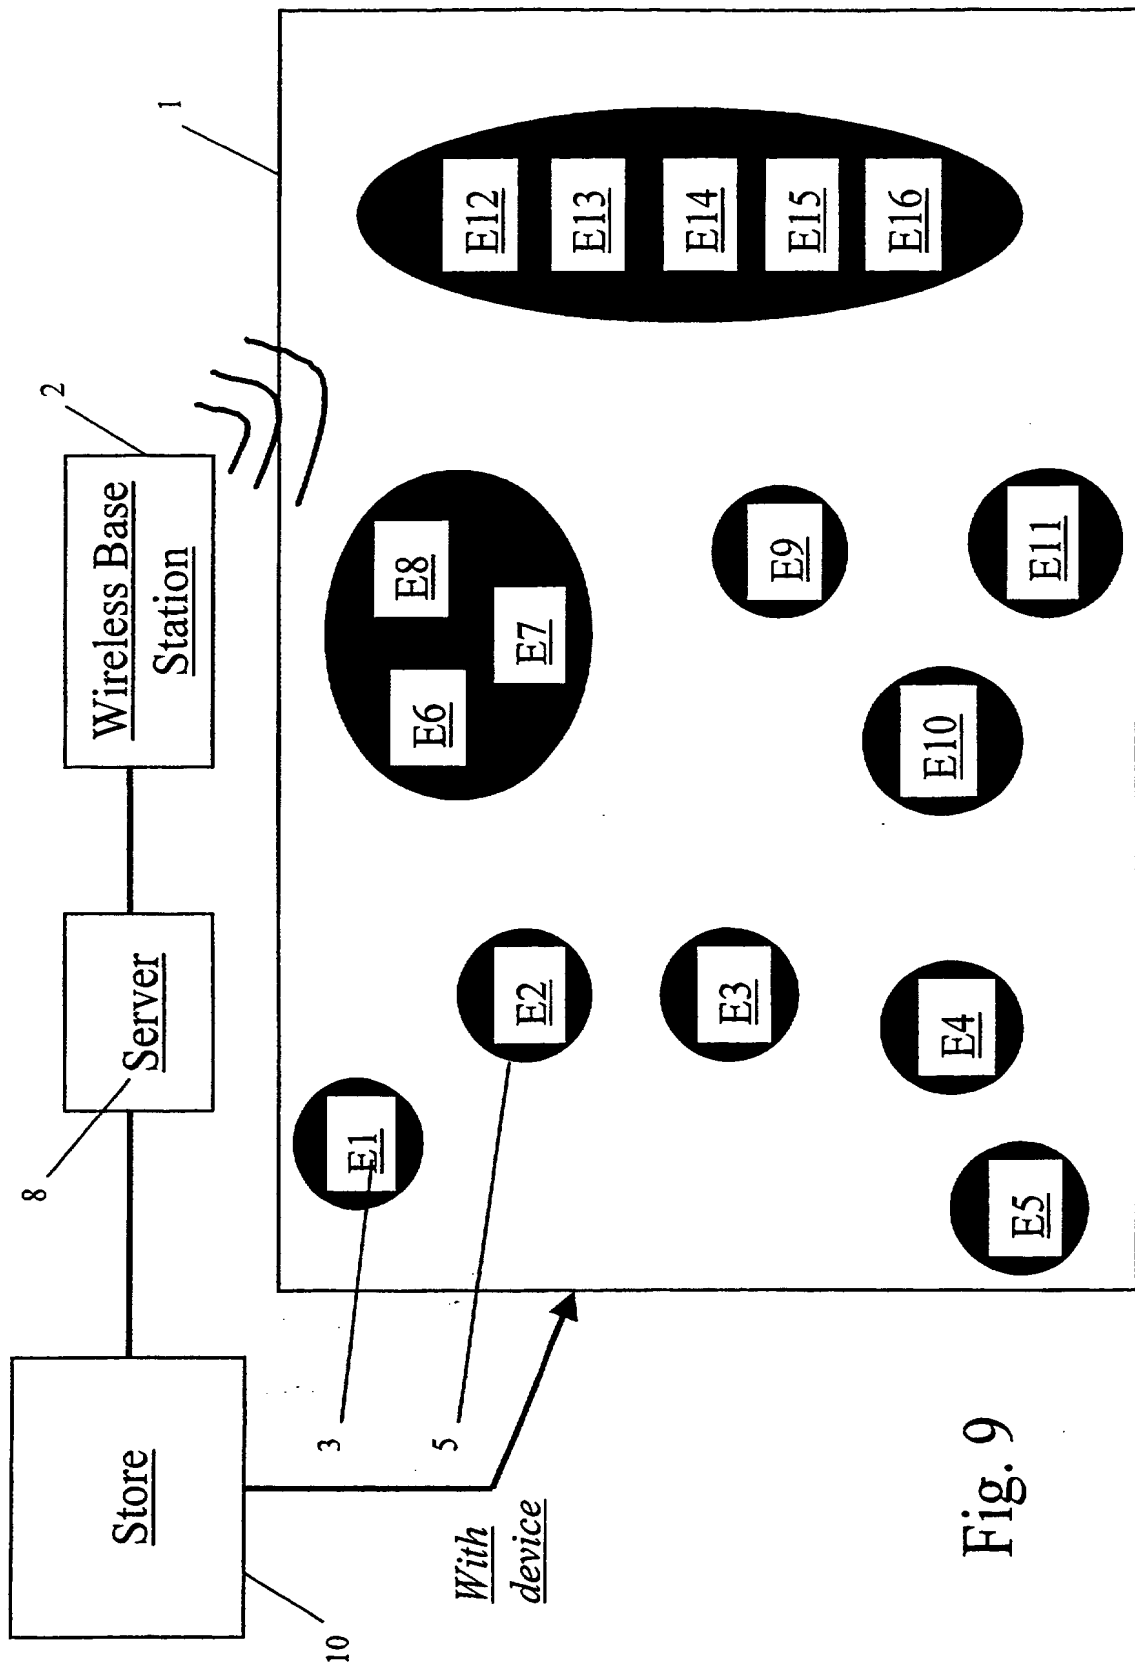 Store
Server
Wireless Base
Station
10
8
2
1
With
device
3
5
E1
E2
E3
E4
E5
E6
E7
E8
E9
E10
E11
E12
E13
E14
E15
E16
Fig. 9